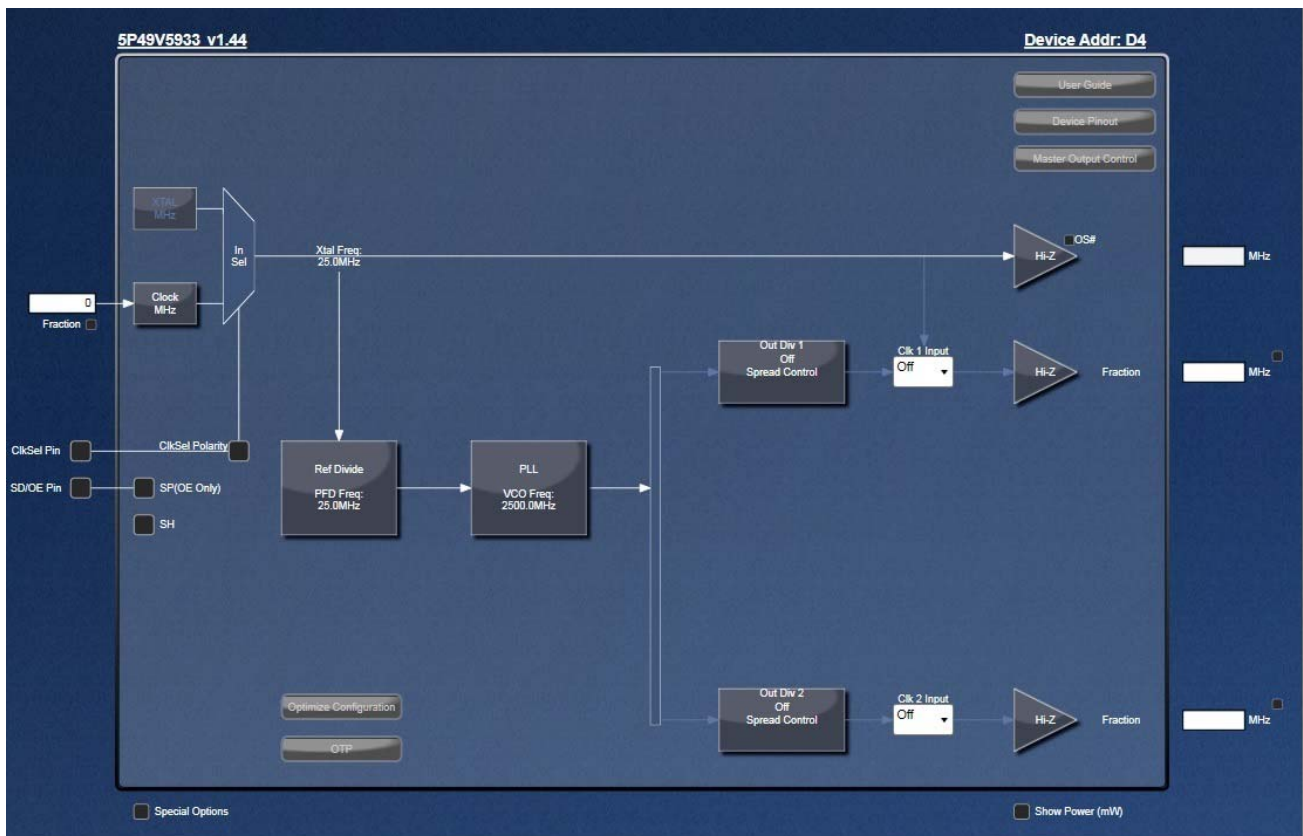 5P49V5933 v1.44
Device Addr: D4
User Guide
Device Pinout
Master Output Control
XTAL
MHz
In
Sel
Xtal Freq:
25.0MHz
OS#
Hi-Z
MHz
0
Clock
MHz
Fraction
Out Div 1
Off
Spread Control
Clk 1 Input
Off
Hi-Z
Fraction
MHz
ClkSel Pin
ClkSel Polarity
SD/OE Pin
SP(OE Only)
SH
Ref Divide
PFD Freq:
25.0MHz
PLL
VCO Freq:
2500.0MHz
Optimize Configuration
OTP
Out Div 2
Off
Spread Control
Clk 2 Input
Off
Hi-Z
Fraction
MHz
Special Options
Show Power (mW)